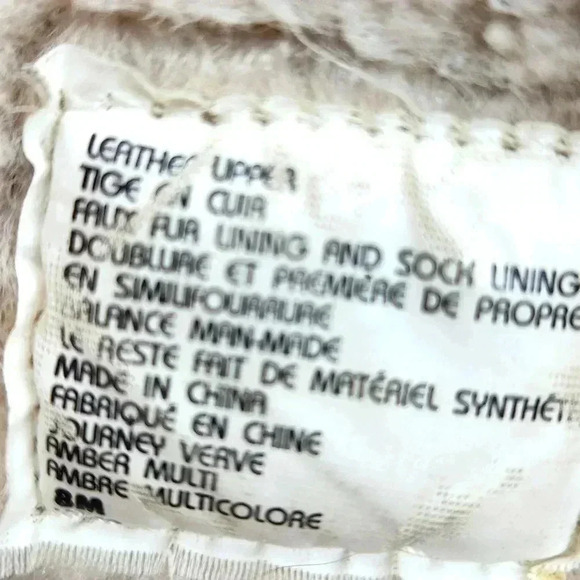 LEATHER UPPER
TIGE EN CUIR
FAUX FUR LINING AND SOCK LINING
DOUBLURE ET PREMIÈRE DE PROPRE
EN SIMILIFOURRURE
BALANCE MAN-MADE
LE RESTE FAIT DE MATÉRIEL SYNTHÉT
MADE IN CHINA
FABRIQUÉ EN CHINE
JOURNEY VERVE
AMBER MULTI
AMBRE MULTICOLORE
8M